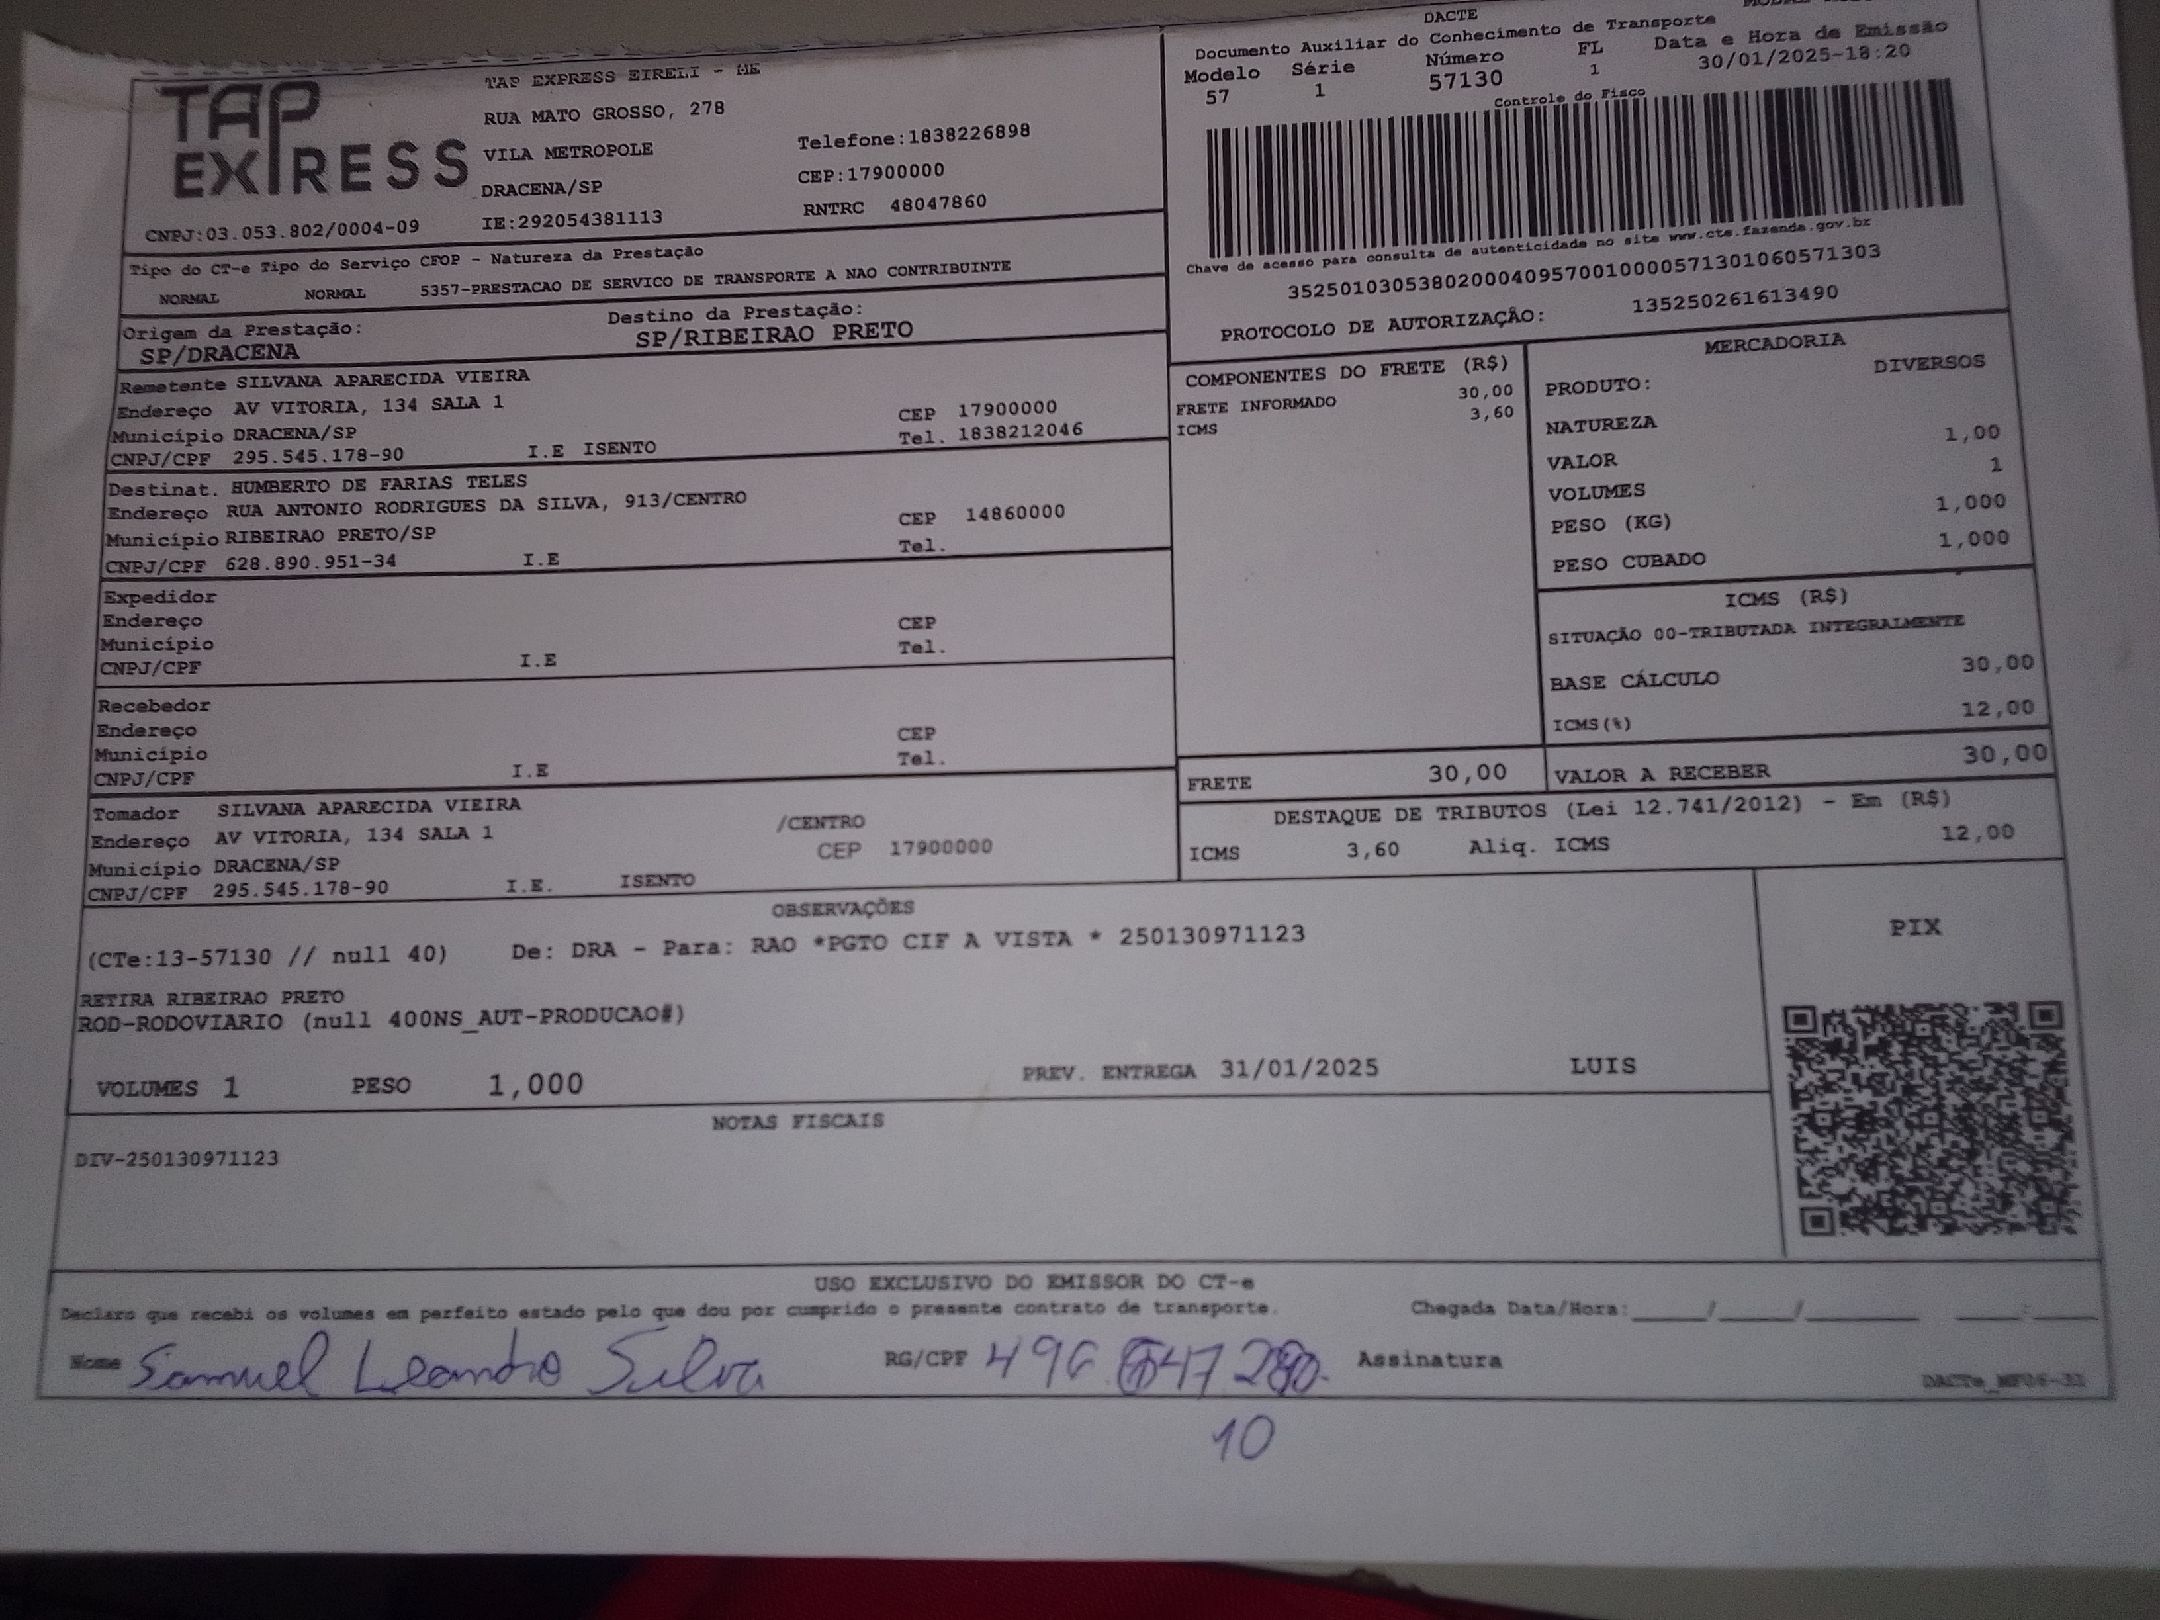 DACTE
Documento Auxiliar do Conhecimento de Transporte
Modelo Série Número FL Data e Hora de Emissão
57 1 57130 1 30/01/2025-18:20
Controle do Fisco
Chave de acesso para consulta de autenticidade no site www.cte.fazenda.gov.br
35250103053802000409570010000571301060571303
PROTOCOLO DE AUTORIZAÇÃO: 135250261613490
TAP EXPRESS
TAP EXPRESS EIRELI - ME
RUA MATO GROSSO, 278
VILA METROPOLE Telefone:1838226898
DRACENA/SP CEP:17900000
CNPJ:03.053.802/0004-09 IE:292054381113 RNTRC 48047860
Tipo do CT-e Tipo do Serviço CFOP - Natureza da Prestação
NORMAL NORMAL 5357-PRESTACAO DE SERVICO DE TRANSPORTE A NAO CONTRIBUINTE
Origem da Prestação: Destino da Prestação:
SP/DRACENA SP/RIBEIRAO PRETO
Remetente SILVANA APARECIDA VIEIRA
Endereço AV VITORIA, 134 SALA 1 CEP 17900000
Município DRACENA/SP Tel. 1838212046
CNPJ/CPF 295.545.178-90 I.E ISENTO
Destinat. HUMBERTO DE FARIAS TELES
Endereço RUA ANTONIO RODRIGUES DA SILVA, 913/CENTRO CEP 14860000
Município RIBEIRAO PRETO/SP Tel.
CNPJ/CPF 628.890.951-34 I.E
Expedidor
Endereço CEP
Município Tel.
CNPJ/CPF I.E
Recebedor
Endereço CEP
Município Tel.
CNPJ/CPF I.E
Tomador SILVANA APARECIDA VIEIRA
Endereço AV VITORIA, 134 SALA 1 /CENTRO
Município DRACENA/SP CEP 17900000
CNPJ/CPF 295.545.178-90 I.E. ISENTO
COMPONENTES DO FRETE (R$)
FRETE INFORMADO 30,00
ICMS 3,60
MERCADORIA
PRODUTO: DIVERSOS
NATUREZA
VALOR 1,00
VOLUMES 1
PESO (KG) 1,000
PESO CUBADO 1,000
ICMS (R$)
SITUAÇÃO 00-TRIBUTADA INTEGRALMENTE
BASE CÁLCULO 30,00
ICMS(%) 12,00
FRETE 30,00 VALOR A RECEBER 30,00
DESTAQUE DE TRIBUTOS (Lei 12.741/2012) - Em (R$)
ICMS 3,60 Aliq. ICMS 12,00
OBSERVAÇÕES
(CTe:13-57130 // null 40) De: DRA - Para: RAO *PGTO CIF A VISTA * 250130971123
RETIRA RIBEIRAO PRETO
ROD-RODOVIARIO (null 400NS_AUT-PRODUCAO#)
VOLUMES 1 PESO 1,000 PREV. ENTREGA 31/01/2025 LUIS
PIX
NOTAS FISCAIS
DIV-250130971123
USO EXCLUSIVO DO EMISSOR DO CT-e
Declaro que recebi os volumes em perfeito estado pelo que dou por cumprido o presente contrato de transporte. Chegada Data/Hora:____/____/______ ____:____
Nome Samuel Leandro Silva RG/CPF 496 Assinatura
10